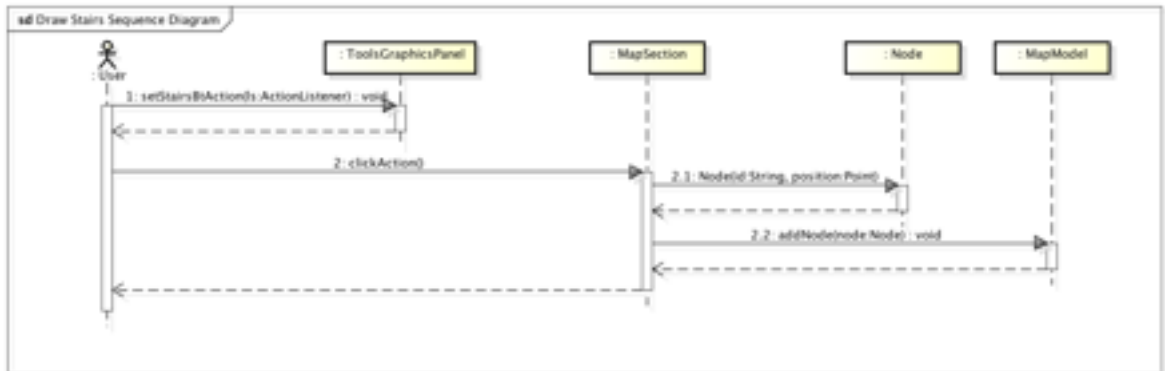 sd Draw Stairs Sequence Diagram
: User
: ToolsGraphicsPanel
: MapSection
: Node
: MapModel
1: setStairsBtAction(ls:ActionListener) : void
2: clickAction()
2.1: Node(id:String, position:Point)
2.2: addNode(node:Node) : void